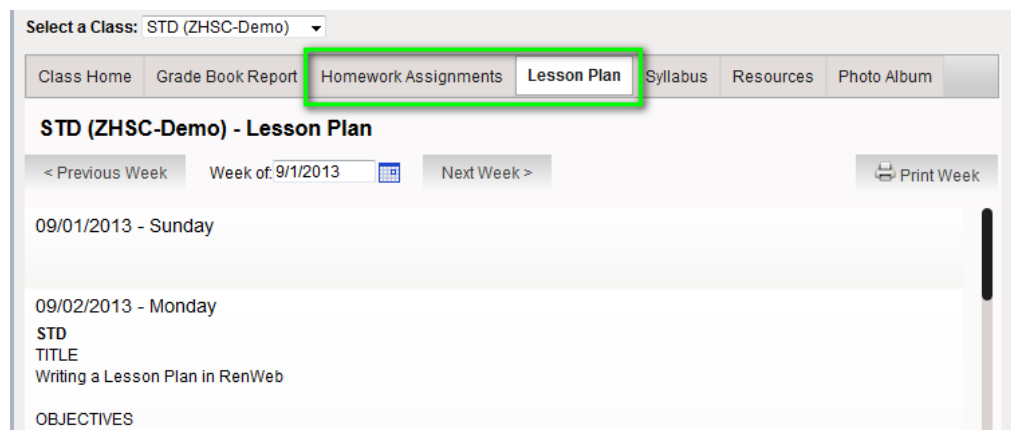 Select a Class: STD (ZHSC-Demo)
Class Home Grade Book Report Homework Assignments Lesson Plan Syllabus Resources Photo Album
STD (ZHSC-Demo) - Lesson Plan
< Previous Week Week of: 9/1/2013 Next Week > Print Week
09/01/2013 - Sunday
09/02/2013 - Monday
STD
TITLE
Writing a Lesson Plan in RenWeb
OBJECTIVES